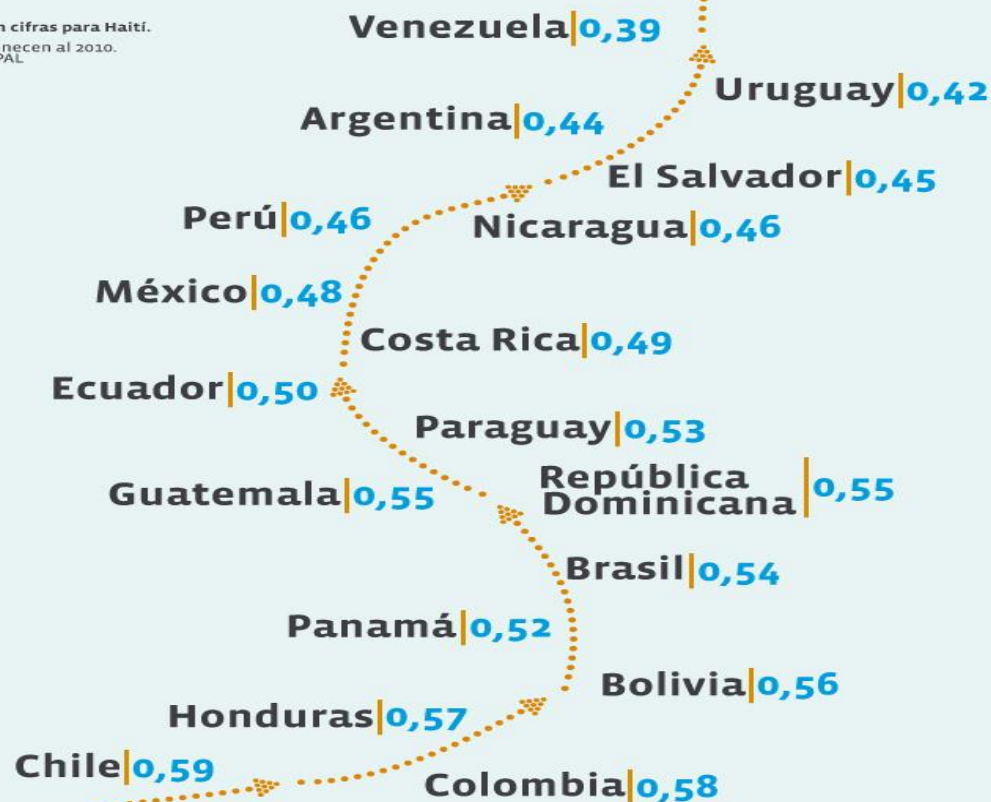 n cifras para Haití.
necen al 2010.
PAL
Venezuela|0,39
Uruguay|0,42
Argentina|0,44
El Salvador|0,45
Perú|0,46
Nicaragua|0,46
México|0,48
Costa Rica|0,49
Ecuador|0,50
Paraguay|0,53
República
Dominicana|0,55
Guatemala|0,55
Brasil|0,54
Panamá|0,52
Bolivia|0,56
Honduras|0,57
Chile|0,59
Colombia|0,58